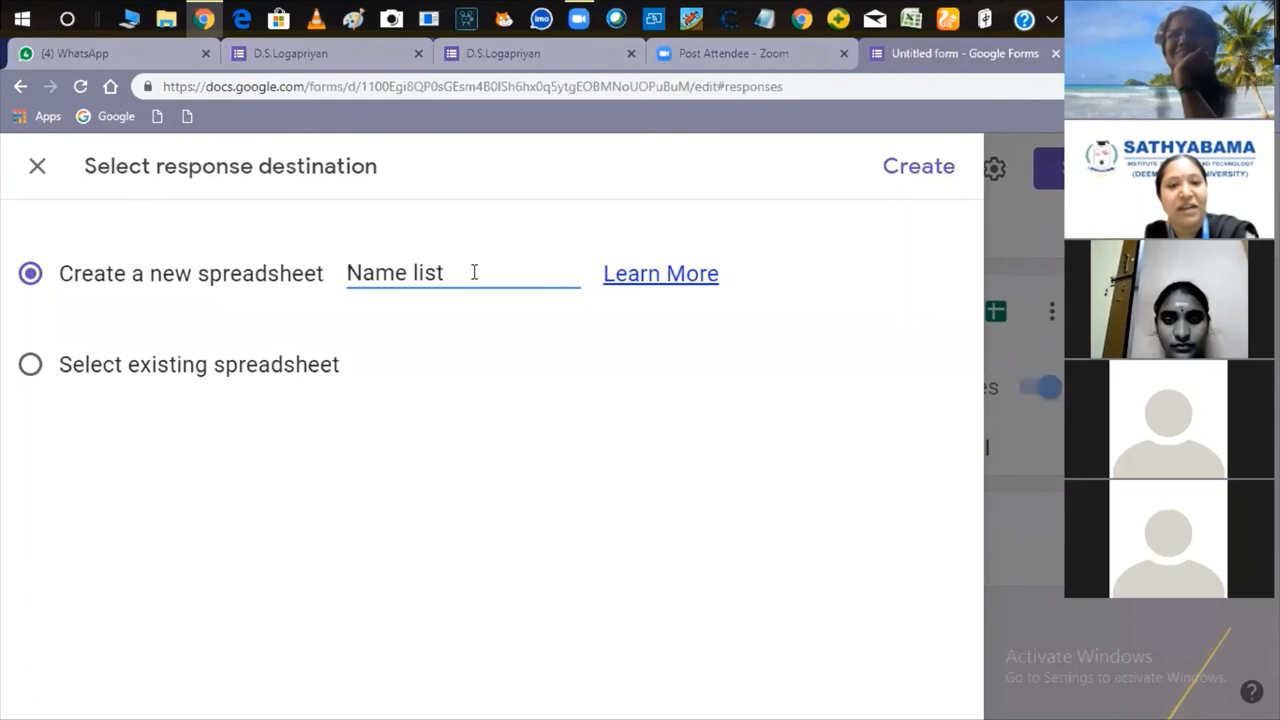 (4) WhatsApp
D.S.Logapriyan
D.S.Logapriyan
Post Attendee - Zoom
Untitled form - Google Forms
https://docs.google.com/forms/d/1100Egi8QP0sGEsm4B0ISh6hx0q5ytgEOBMNoUOPuBuM/edit#responses
Apps
Google
Select response destination
Create
Create a new spreadsheet
Name list
Learn More
Select existing spreadsheet
SATHYABAMA
Activate Windows
Go to Settings to activate Windows.